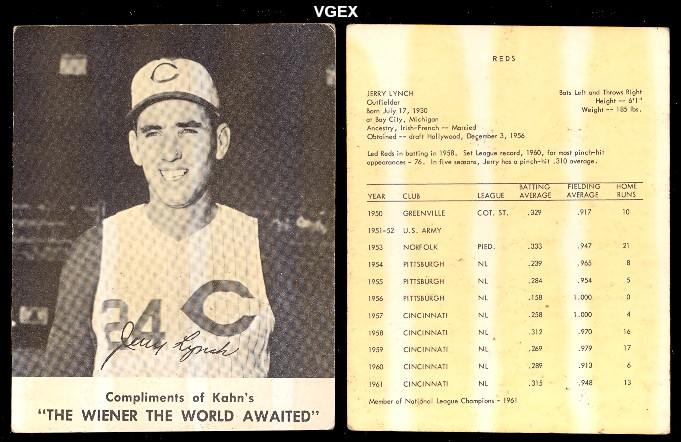 VGEX
C
24
C
Jerry Lynch
Compliments of Kahn's
"THE WIENER THE WORLD AWAITED"
REDS
JERRY LYNCH Bats Left and Throws Right
Outfielder Height -- 6'1"
Born July 17, 1930 Weight -- 185 lbs.
at Bay City, Michigan
Ancestry, Irish-French -- Married
Obtained -- draft Hollywood, December 3, 1956
Led Reds in batting in 1958. Set League record, 1960, for most pinch-hit
appearances - 76. In five seasons, Jerry has a pinch-hit .310 average.
YEAR CLUB LEAGUE BATTING AVERAGE FIELDING AVERAGE HOME RUNS
1950 GREENVILLE COT. ST. .329 .917 10
1951-52 U.S. ARMY
1953 NORFOLK PIED. .333 .947 21
1954 PITTSBURGH NL .239 .965 8
1955 PITTSBURGH NL .284 .954 5
1956 PITTSBURGH NL .158 1.000 0
1957 CINCINNATI NL .258 1.000 4
1958 CINCINNATI NL .312 .970 16
1959 CINCINNATI NL .269 .979 17
1960 CINCINNATI NL .289 .913 6
1961 CINCINNATI NL .315 .948 13
Member of National League Champions - 1961